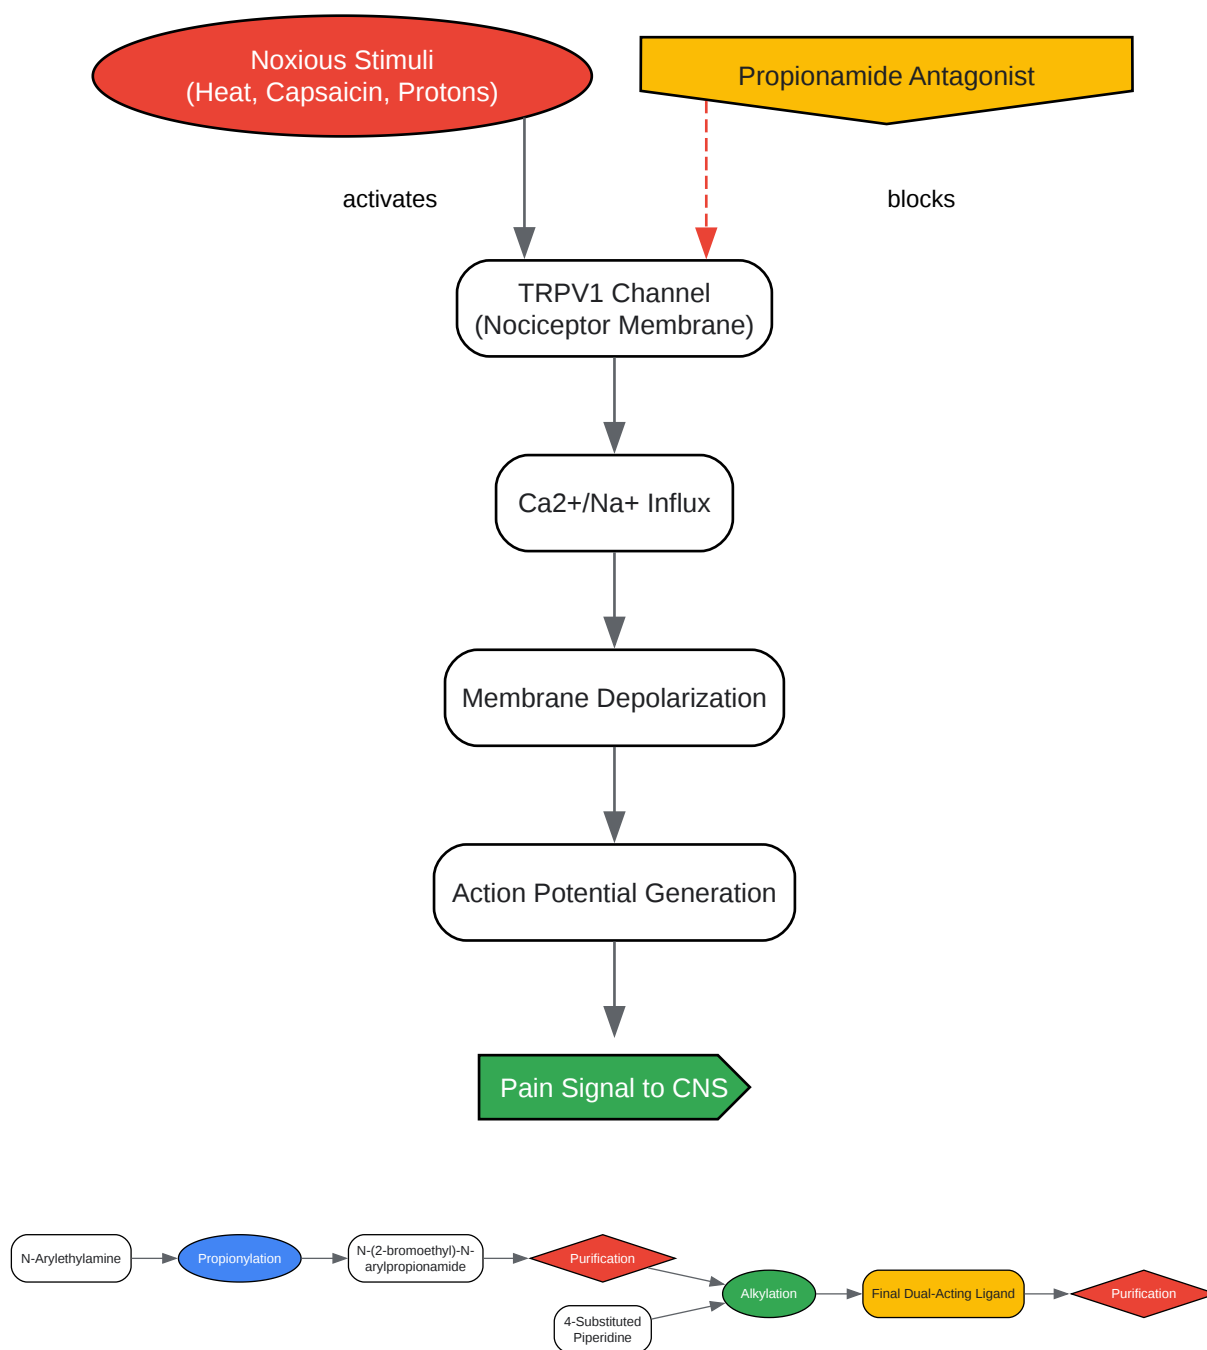 Noxious Stimuli
(Heat, Capsaicin, Protons)
Propionamide Antagonist
activates
blocks
TRPV1 Channel
(Nociceptor Membrane)
Ca2+/Na+ Influx
Membrane Depolarization
Action Potential Generation
Pain Signal to CNS
N-Arylethylamine
Propionylation
N-(2-bromoethyl)-N-
arylpropionamide
Purification
4-Substituted
Piperidine
Alkylation
Final Dual-Acting Ligand
Purification